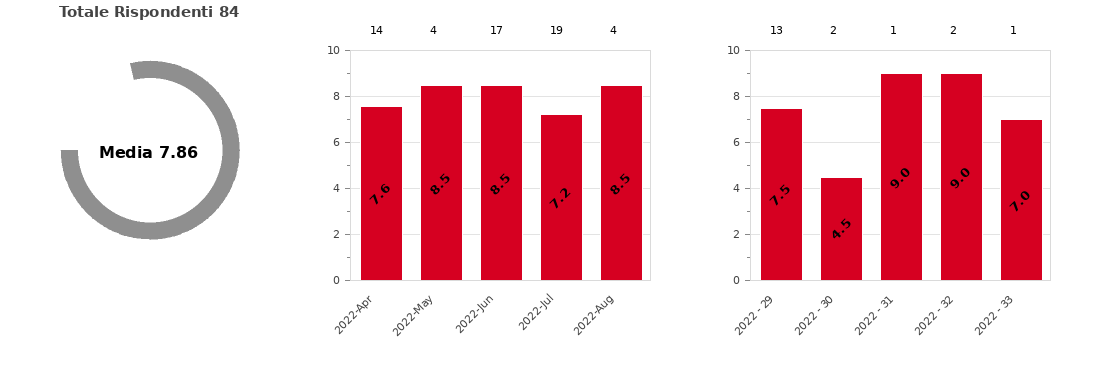 Totale Rispondenti 84
Media 7.86
14 4 17 19 4
10
8
6
4
2
0
7.6 8.5 8.5 7.2 8.5
2022-Apr 2022-May 2022-Jun 2022-Jul 2022-Aug
13 2 1 2 1
10
8
6
4
2
0
7.5 4.5 9.0 9.0 7.0
2022 - 29 2022 - 30 2022 - 31 2022 - 32 2022 - 33